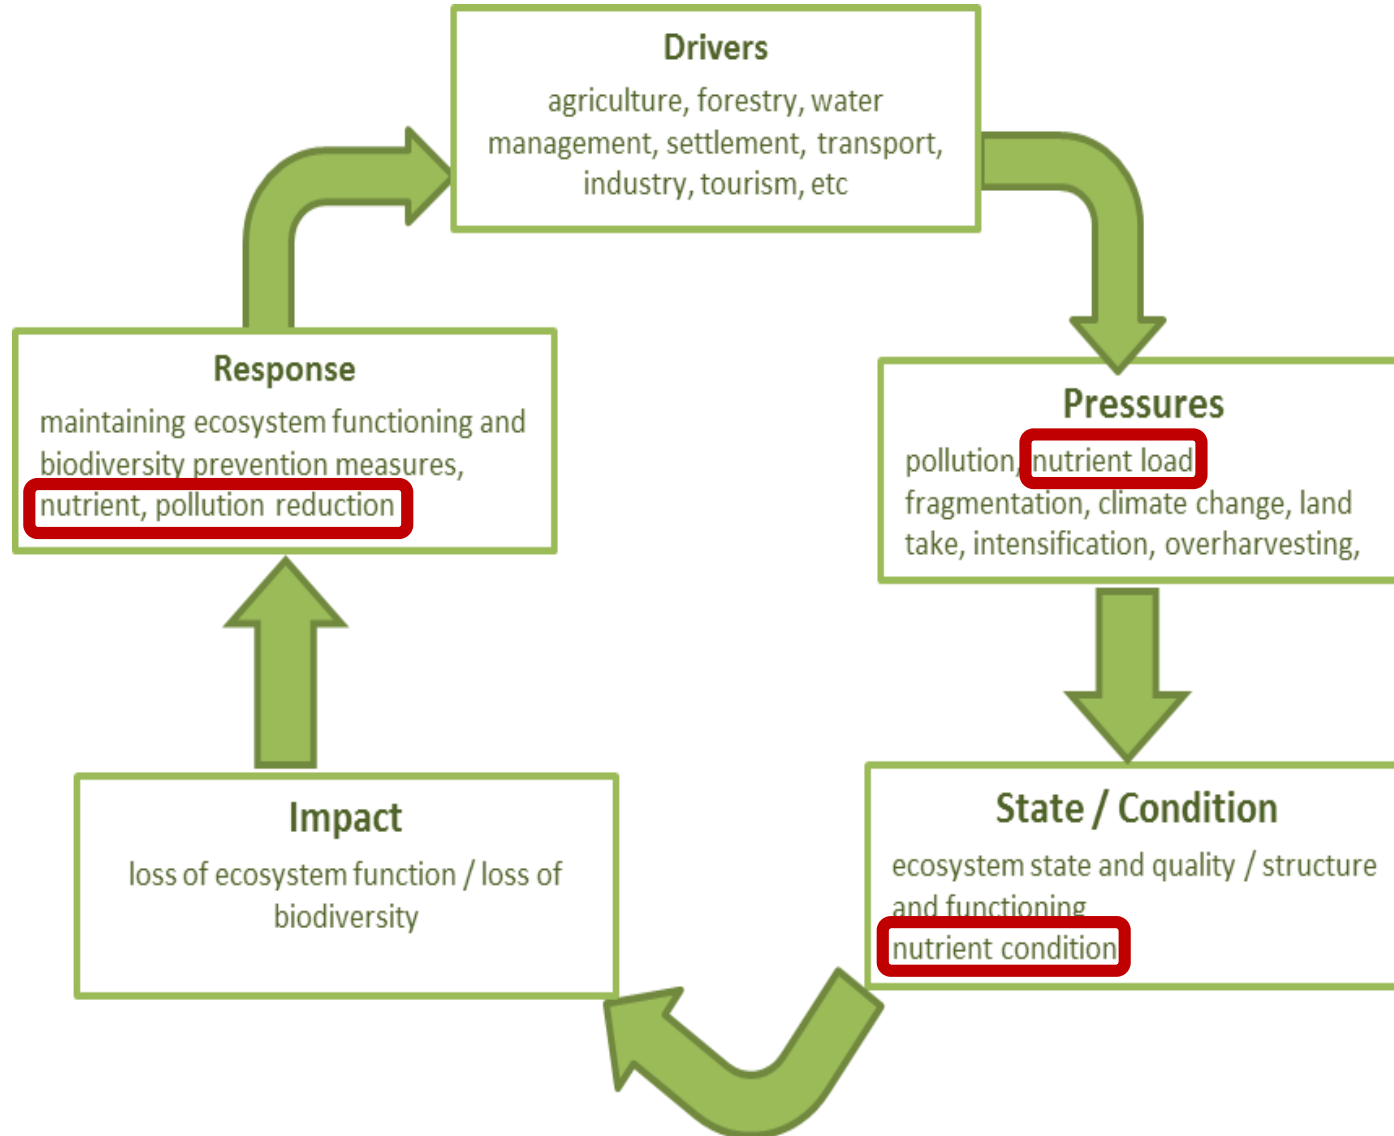 Drivers
agriculture, forestry, water
management, settlement, transport,
industry, tourism, etc
Response
maintaining ecosystem functioning and
biodiversity prevention measures,
nutrient, pollution reduction
Pressures
pollution, nutrient load
fragmentation, climate change, land
take, intensification, overharvesting,
Impact
loss of ecosystem function / loss of
biodiversity
State / Condition
ecosystem state and quality / structure
and functioning
nutrient condition